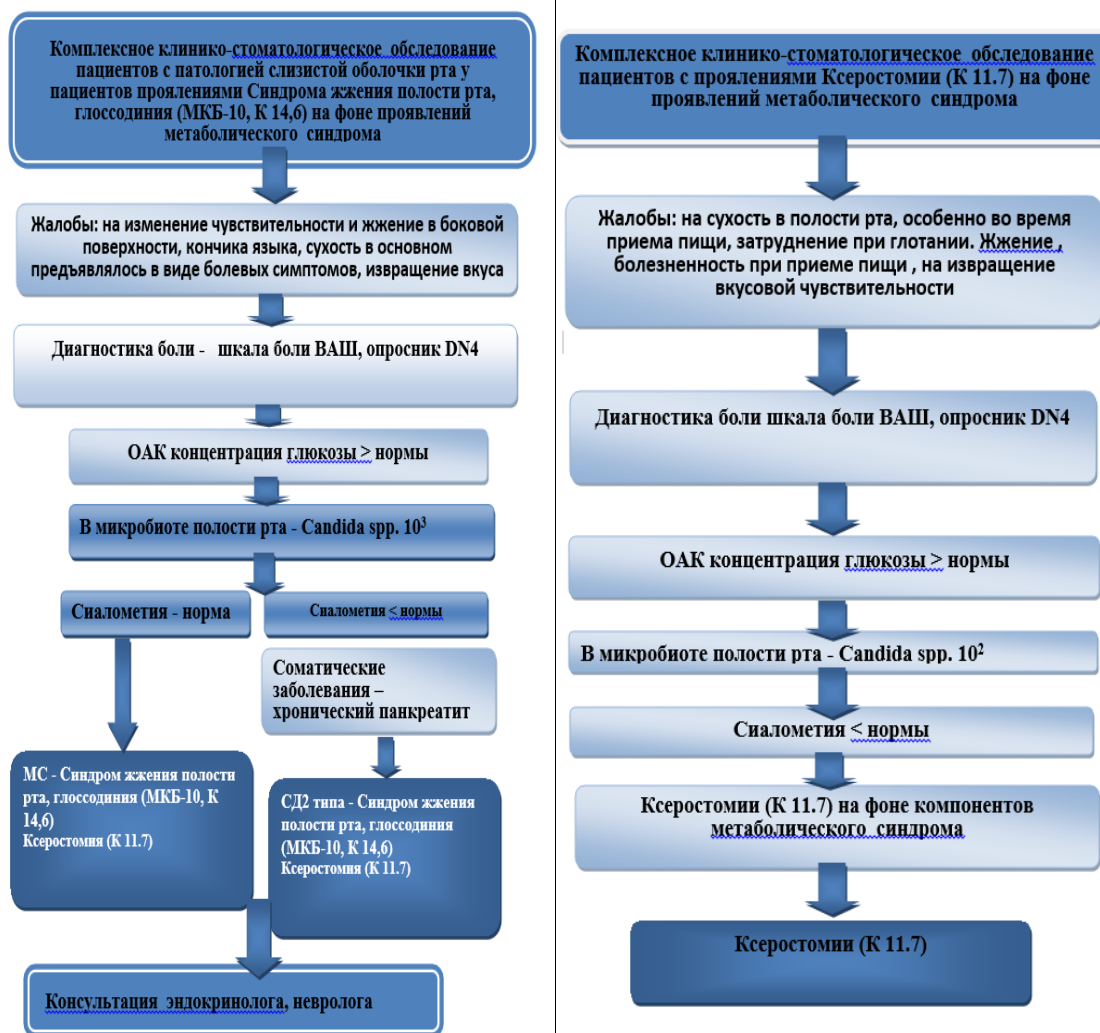 Комплексное клинико-стоматологическое обследование
пациентов с патологией слизистой оболочки рта у
пациентов проялениями Синдрома жжения полости рта,
глоссодиния (МКБ-10, К 14,6) на фоне проявлений
метаболического синдрома
Жалобы: на изменение чувствительности и жжение в боковой
поверхности, кончика языка, сухость в основном
предъявлялось в виде болевых симптомов, извращение вкуса
Диагностика боли - шкала боли ВАШ, опросник DN4
ОАК концентрация глюкозы > нормы
В микробиоте полости рта - Candida spp. 10³
Сиалометия - норма
Сиалометия < нормы
Соматические
заболевания –
хронический панкреатит
МС - Синдром жжения полости
рта, глоссодиния (МКБ-10, К
14,6)
Ксеростомия (К 11.7)
СД2 типа - Синдром жжения
полости рта, глоссодиния
(МКБ-10, К 14,6)
Ксеростомия (К 11.7)
Консультация эндокринолога, невролога
Комплексное клинико-стоматологическое обследование
пациентов с проялениями Ксеростомии (К 11.7) на фоне
проявлений метаболического синдрома
Жалобы: на сухость в полости рта, особенно во время
приема пищи, затруднение при глотании. Жжение ,
болезненность при приеме пищи , на извращение
вкусовой чувствительности
Диагностика боли шкала боли ВАШ, опросник DN4
ОАК концентрация глюкозы > нормы
В микробиоте полости рта - Candida spp. 10²
Сиалометия < нормы
Ксеростомии (К 11.7) на фоне компонентов
метаболического синдрома
Ксеростомии (К 11.7)